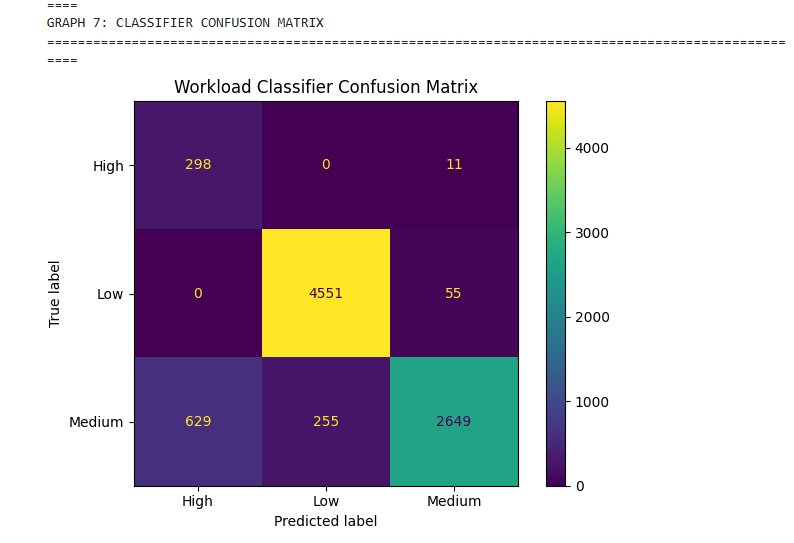 ====
GRAPH 7: CLASSIFIER CONFUSION MATRIX
====================================================================================================
====
Workload Classifier Confusion Matrix
High 298 0 11
Low 0 4551 55
Medium 629 255 2649
High Low Medium
Predicted label
True label
4000
3000
2000
1000
0